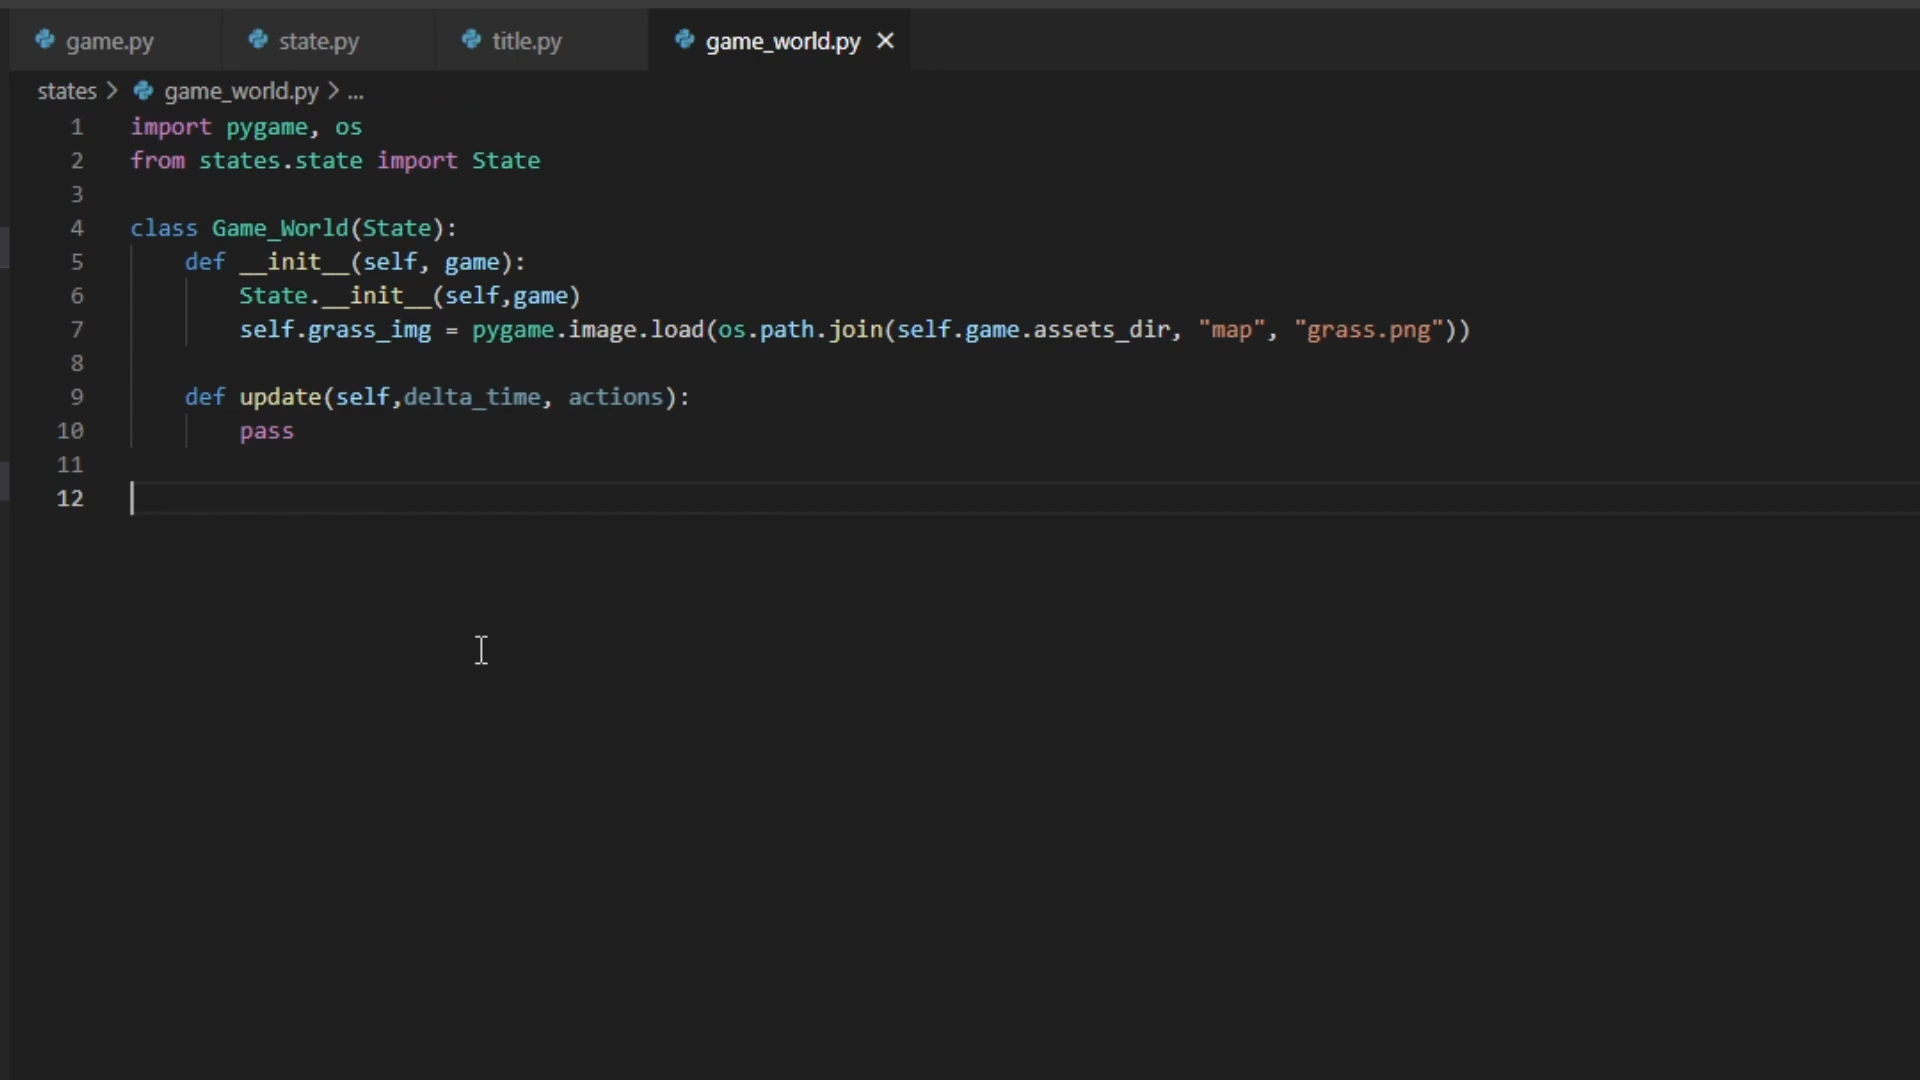 game.py state.py title.py game_world.py ×
states > game_world.py > ...
1 import pygame, os
2 from states.state import State
3
4 class Game_World(State):
5     def __init__(self, game):
6         State.__init__(self,game)
7         self.grass_img = pygame.image.load(os.path.join(self.game.assets_dir, "map", "grass.png"))
8
9     def update(self,delta_time, actions):
10         pass
11
12